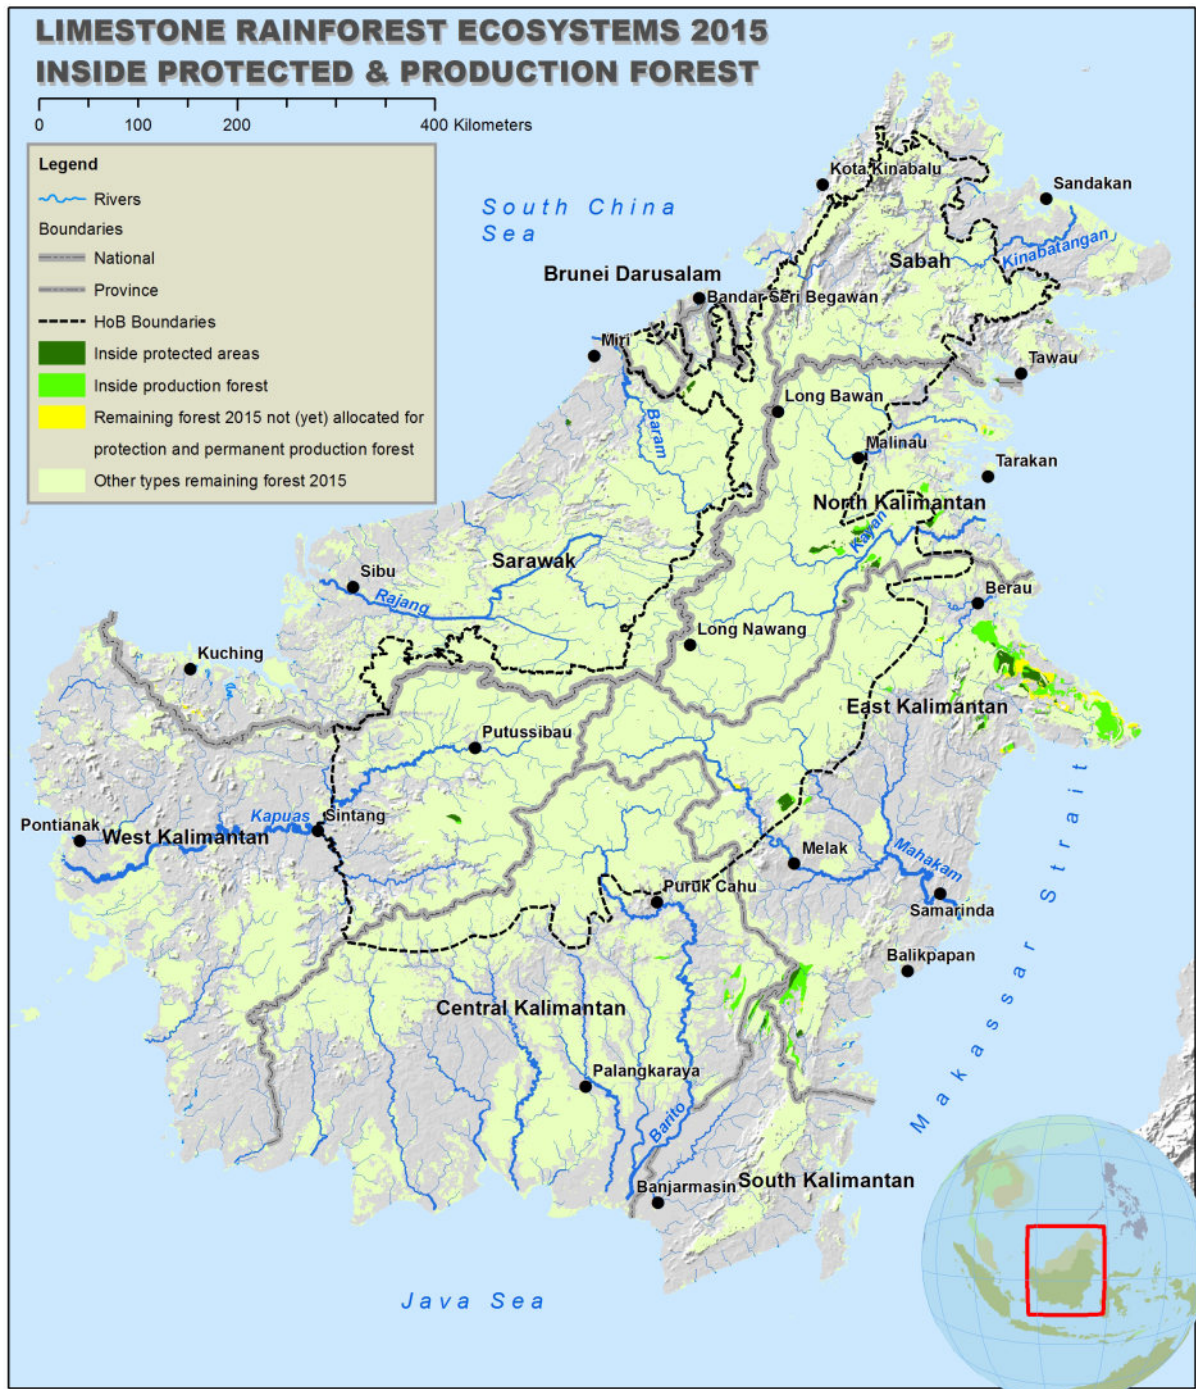 LIMESTONE RAINFOREST ECOSYSTEMS 2015
INSIDE PROTECTED & PRODUCTION FOREST
0 100 200 400 Kilometers
Legend
Rivers
Boundaries
National
Province
HoB Boundaries
Inside protected areas
Inside production forest
Remaining forest 2015 not (yet) allocated for
protection and permanent production forest
Other types remaining forest 2015
South China
Sea
Kota Kinabalu
Sandakan
Kinabatangan
Sabah
Brunei Darusalam
Bandar Seri Begawan
Miri
Tawau
Long Bawan
Baram
Malinau
Tarakan
North Kalimantan
Kayan
Sarawak
Sibu
Rajang
Berau
Long Nawang
Kuching
East Kalimantan
Putussibau
Kapuas
Sintang
Pontianak
West Kalimantan
Melak
Mahakam
Puruk Cahu
Samarinda
Balikpapan
Makassar Strait
Central Kalimantan
Palangkaraya
Barito
Banjarmasin
South Kalimantan
Java Sea